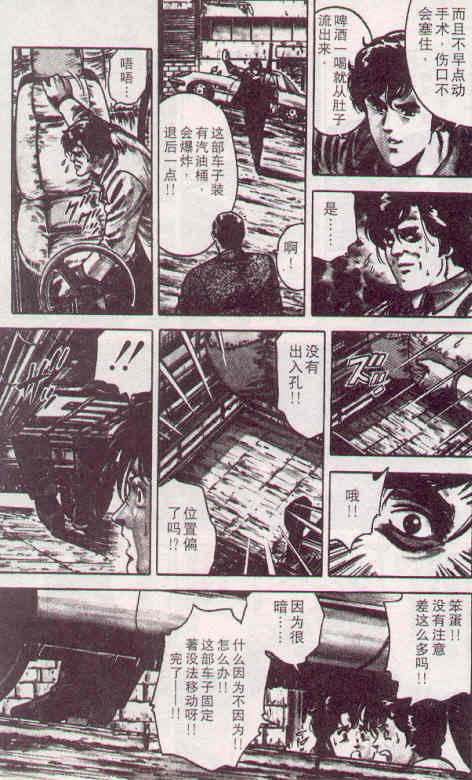 而且不早点动
手术，伤口不
会塞住，
啤酒一喝就从肚子
流出来，
是……
啊！
这部车子装
有汽油桶，
会爆炸，
退后一点!!
唔唔…
没有
出入孔!!
哦!!
位置偏
了吗!?
!!
笨蛋!!
没有注意
差这么多吗!!
因为很
暗……
什么因为不因为!!
怎么办!!
这部车子固定
著没法移动呀!!
完了——!!